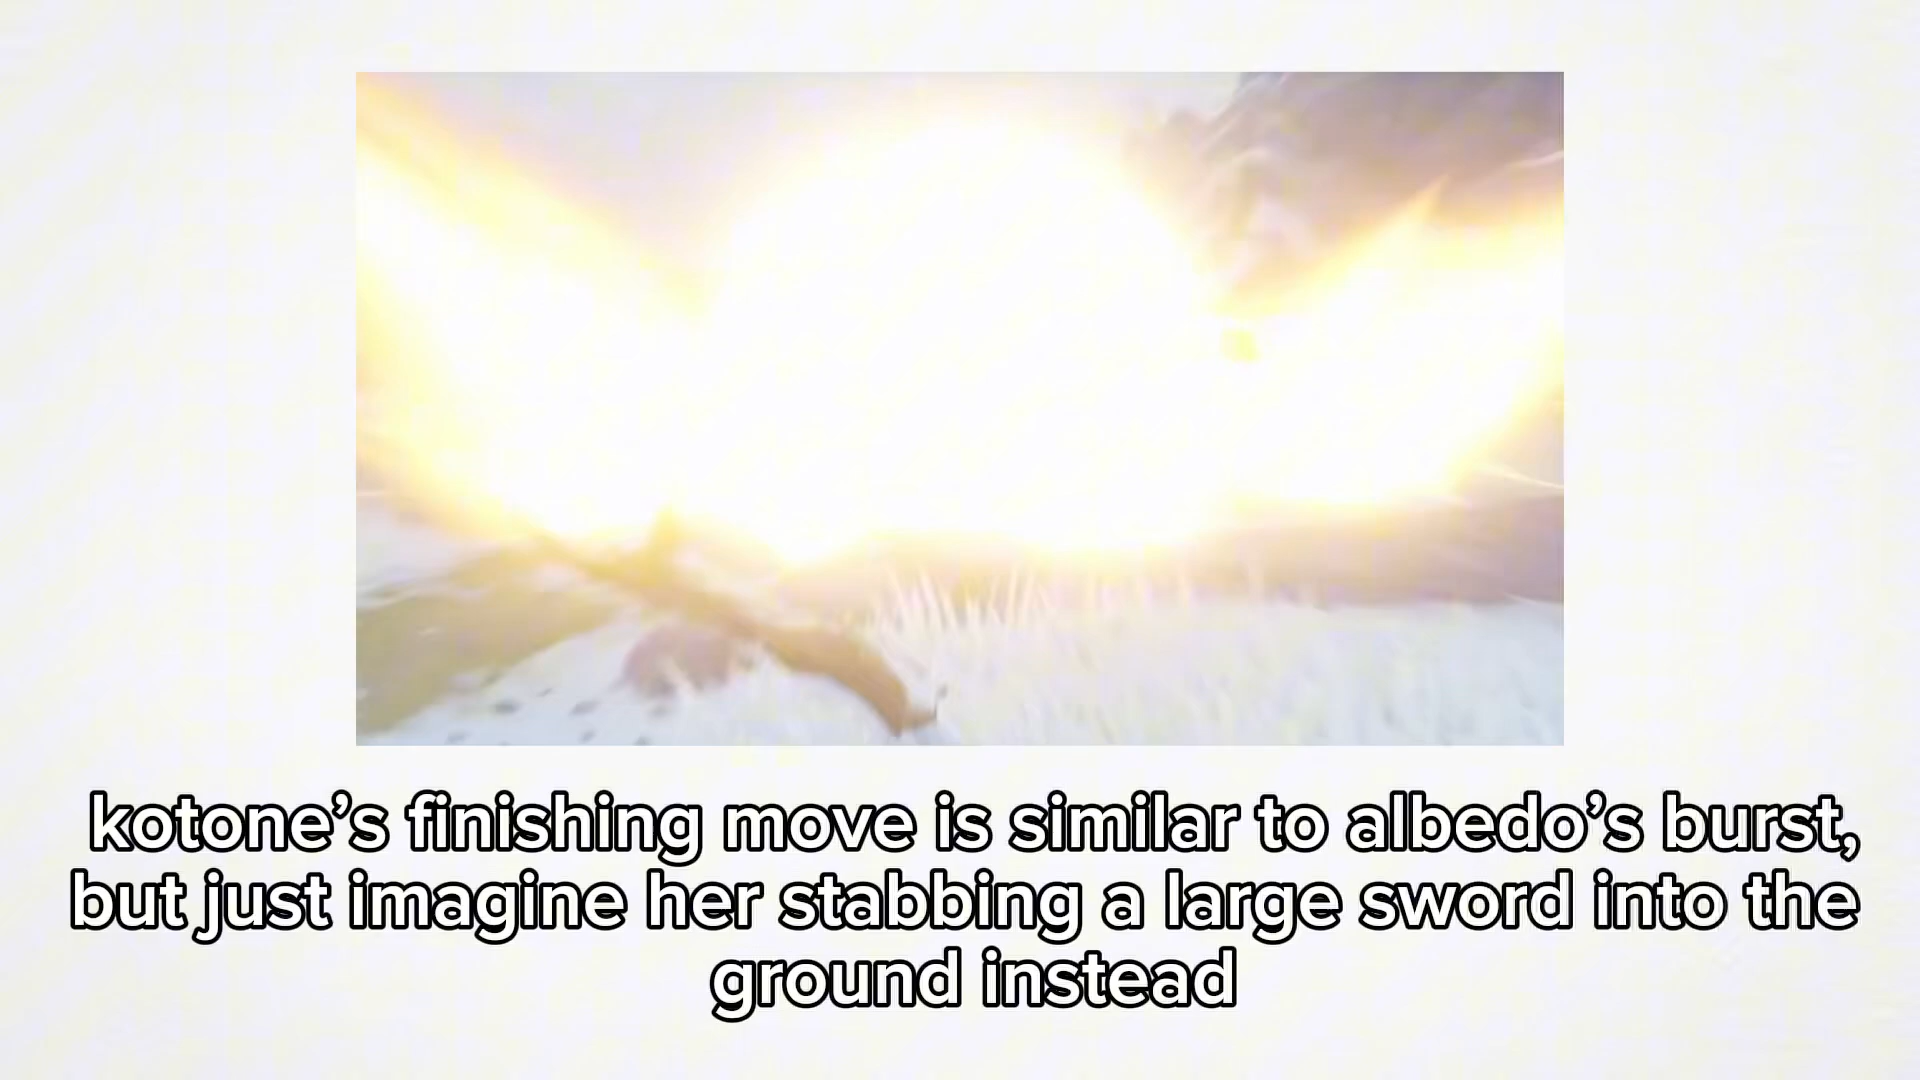 kotone’s finishing move is similar to albedo’s burst,
but just imagine her stabbing a large sword into the
ground instead